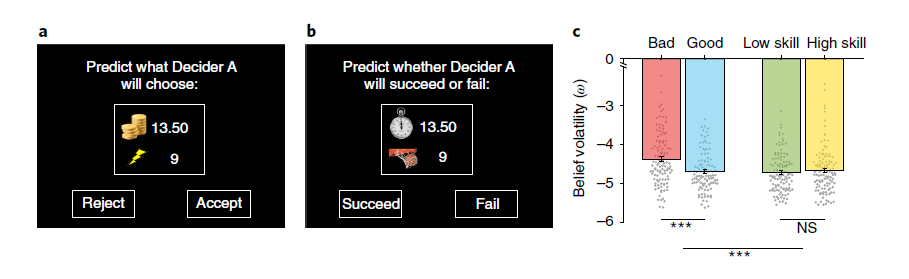 a
Predict what Decider A
will choose:
13.50
9
Reject
Accept
b
Predict whether Decider A
will succeed or fail:
13.50
9
Succeed
Fail
c
Bad
Good
Low skill
High skill
Belief volatility (ω)
0
–3
–4
–5
–6
***
NS
***